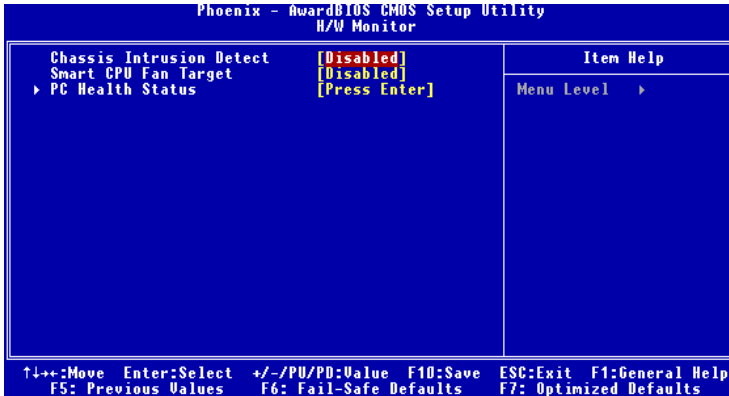 Phoenix - AwardBIOS CMOS Setup Utility
H/W Monitor
Chassis Intrusion Detect [Disabled]
Smart CPU Fan Target [Disabled]
▸ PC Health Status [Press Enter]
Item Help
Menu Level ▸
↑↓→←:Move Enter:Select +/-/PU/PD:Value F10:Save ESC:Exit F1:General Help
F5: Previous Values F6: Fail-Safe Defaults F7: Optimized Defaults